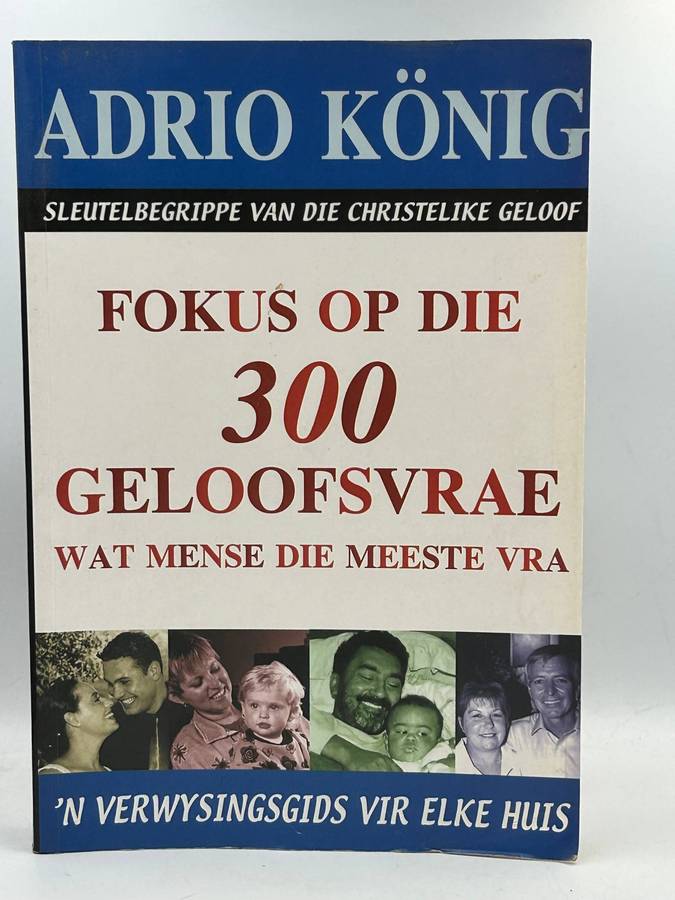 ADRIO KÖNIG
SLEUTELBEGRIPPE VAN DIE CHRISTELIKE GELOOF
FOKUS OP DIE
300
GELOOFSVRAE
WAT MENSE DIE MEESTE VRA
'N VERWYSINGSGIDS VIR ELKE HUIS